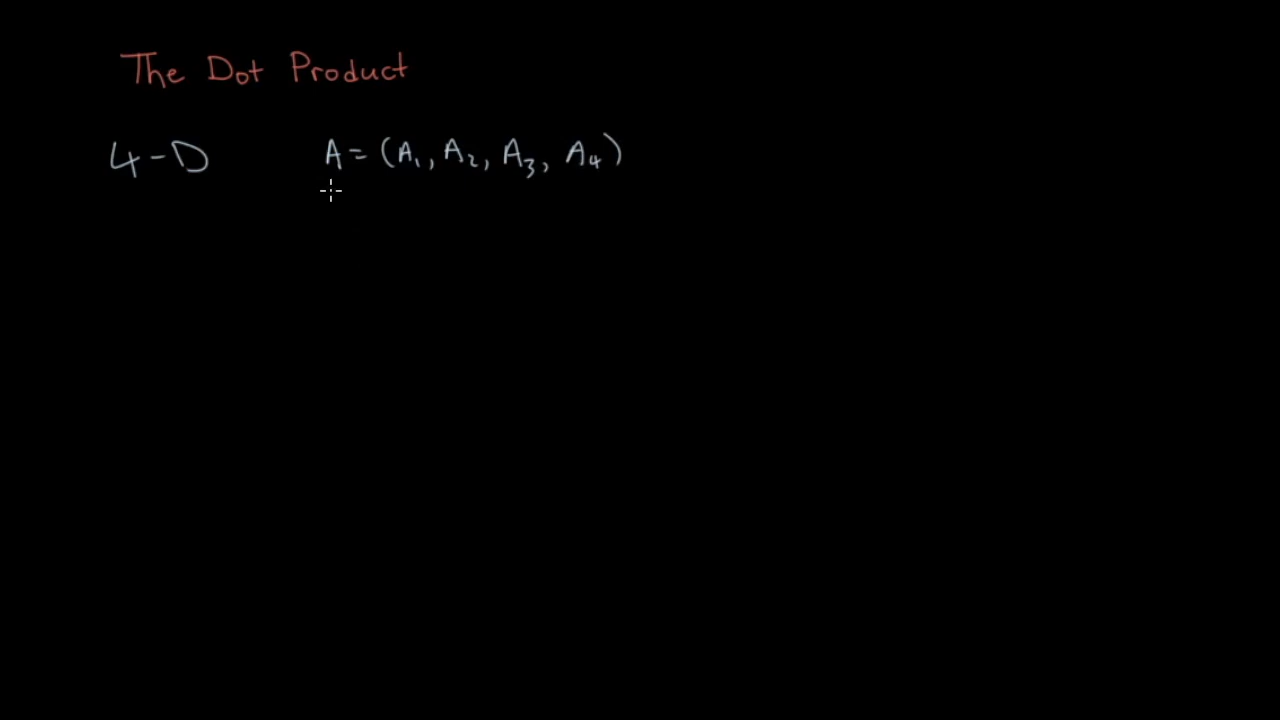 The Dot Product
4-D A = (A₁, A₂, A₃, A₄)